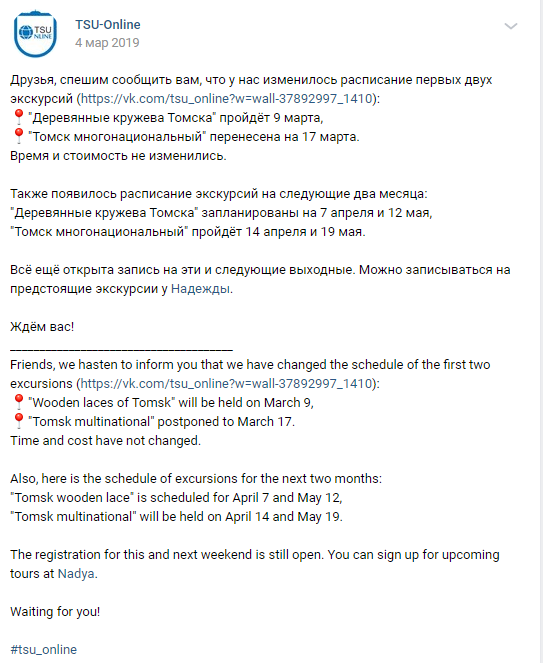 TSU
ONLINE
TSU-Online
4 мар 2019
Друзья, спешим сообщить вам, что у нас изменилось расписание первых двух
экскурсий (https://vk.com/tsu_online?w=wall-37892997_1410):
📍"Деревянные кружева Томска" пройдёт 9 марта,
📍"Томск многонациональный" перенесена на 17 марта.
Время и стоимость не изменились.
Также появилось расписание экскурсий на следующие два месяца:
"Деревянные кружева Томска" запланированы на 7 апреля и 12 мая,
"Томск многонациональный" пройдёт 14 апреля и 19 мая.
Всё ещё открыта запись на эти и следующие выходные. Можно записываться на
предстоящие экскурсии у Надежды.
Ждём вас!
___________________________________
Friends, we hasten to inform you that we have changed the schedule of the first two
excursions (https://vk.com/tsu_online?w=wall-37892997_1410):
📍"Wooden laces of Tomsk" will be held on March 9,
📍"Tomsk multinational" postponed to March 17.
Time and cost have not changed.
Also, here is the schedule of excursions for the next two months:
"Tomsk wooden lace" is scheduled for April 7 and May 12,
"Tomsk multinational" will be held on April 14 and May 19.
The registration for this and next weekend is still open. You can sign up for upcoming
tours at Nadya.
Waiting for you!
#tsu_online